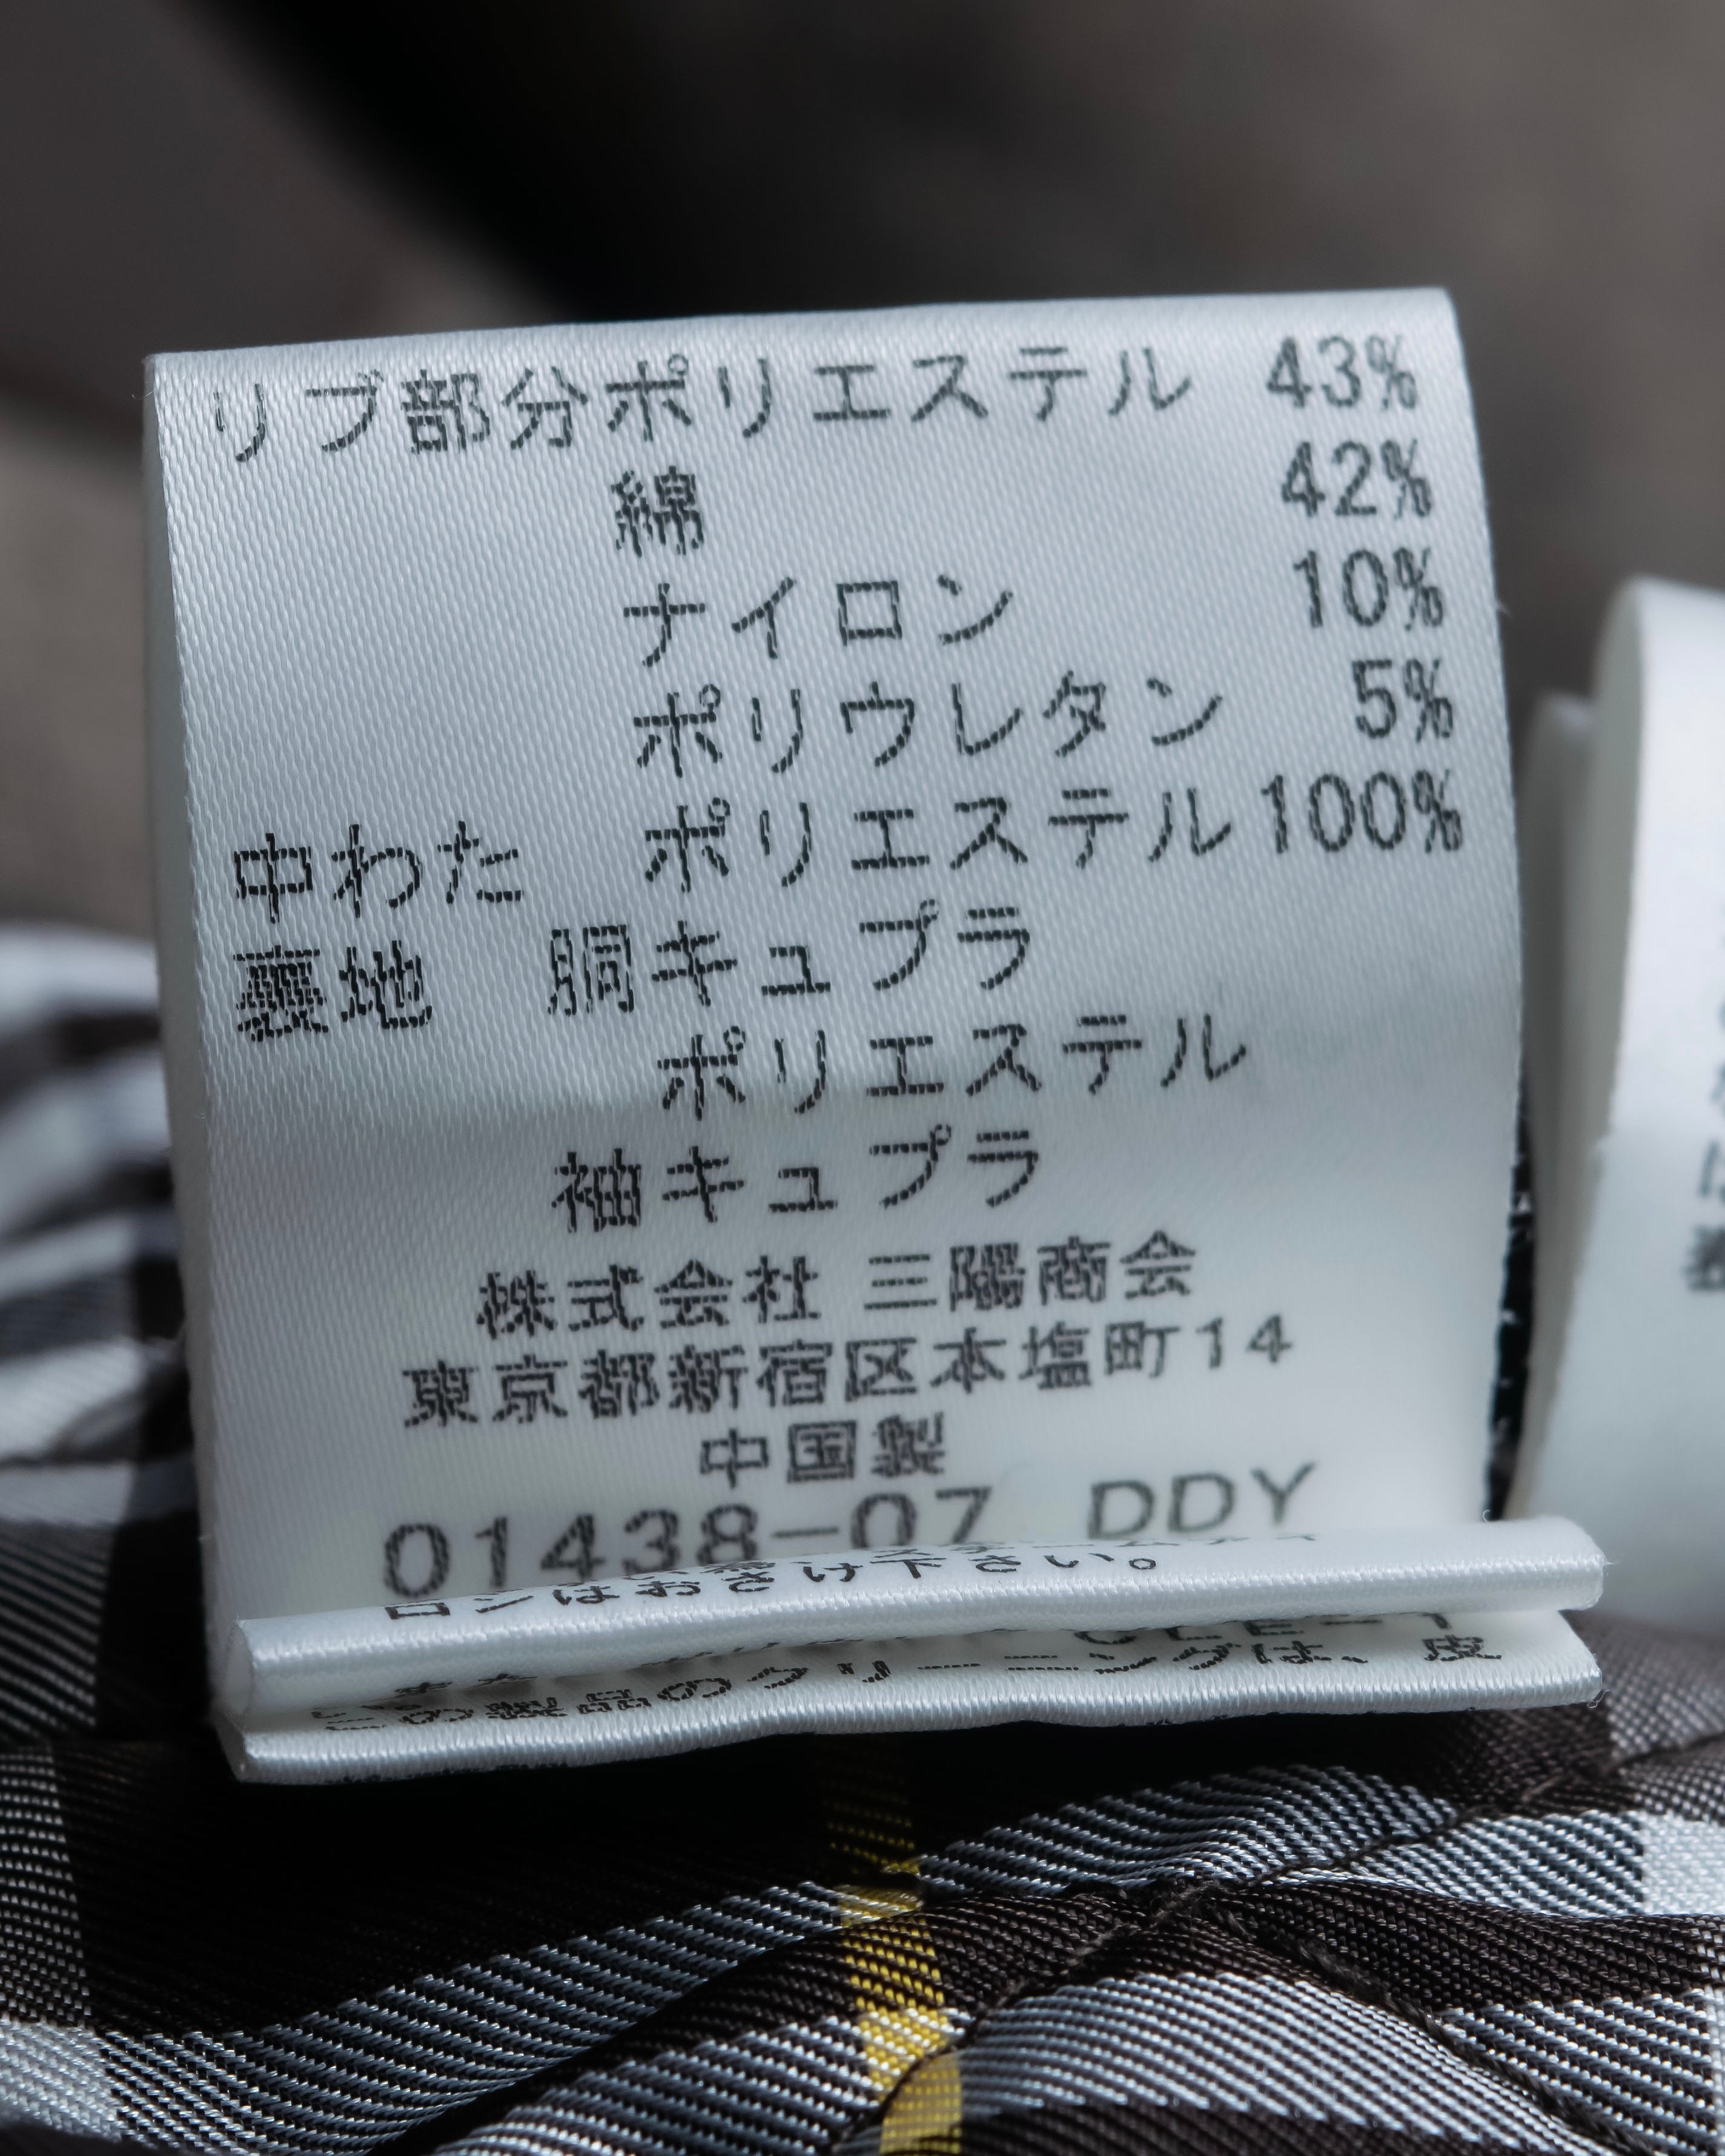 リブ部分ポリエステル 43%
綿 42%
ナイロン 10%
ポリウレタン 5%
中わた ポリエステル100%
裏地 胴キュプラ
ポリエステル
袖キュプラ
株式会社 三陽商会
東京都新宿区本塩町14
中国製
01438-07 DDY
ロンはおさけ下さい。
この製品のクリーニングは、皮